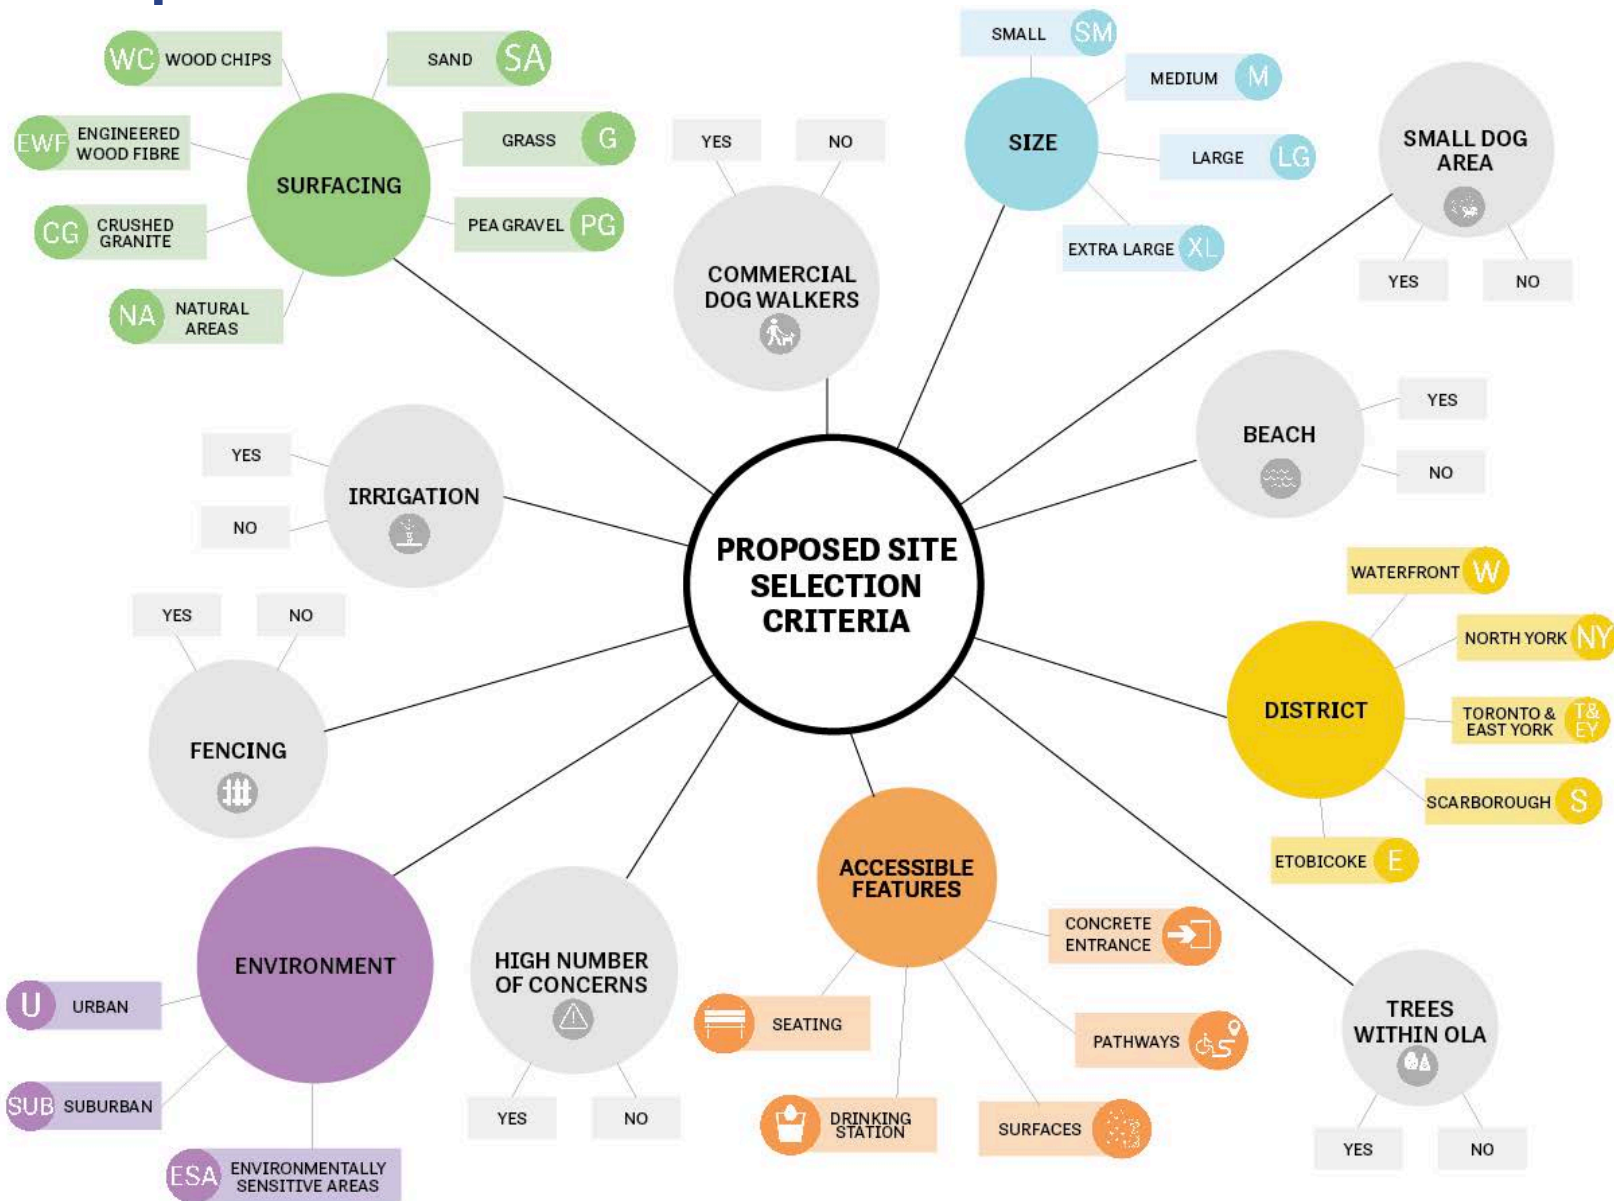 WC WOOD CHIPS
SAND SA
EWF ENGINEERED
WOOD FIBRE
GRASS G
SURFACING
CG CRUSHED
GRANITE
PEA GRAVEL PG
NA NATURAL
AREAS
YES
NO
COMMERCIAL
DOG WALKERS
SMALL SM
MEDIUM M
SIZE
LARGE LG
EXTRA LARGE XL
SMALL DOG
AREA
YES
NO
BEACH
YES
NO
IRRIGATION
YES
NO
PROPOSED SITE
SELECTION
CRITERIA
YES
NO
FENCING
WATERFRONT W
NORTH YORK NY
DISTRICT
TORONTO &
EAST YORK
T&
EY
SCARBOROUGH S
ETOBICOKE E
ENVIRONMENT
U URBAN
SUB SUBURBAN
ESA ENVIRONMENTALLY
SENSITIVE AREAS
HIGH NUMBER
OF CONCERNS
YES
NO
ACCESSIBLE
FEATURES
CONCRETE
ENTRANCE
SEATING
PATHWAYS
DRINKING
STATION
SURFACES
TREES
WITHIN OLA
YES
NO